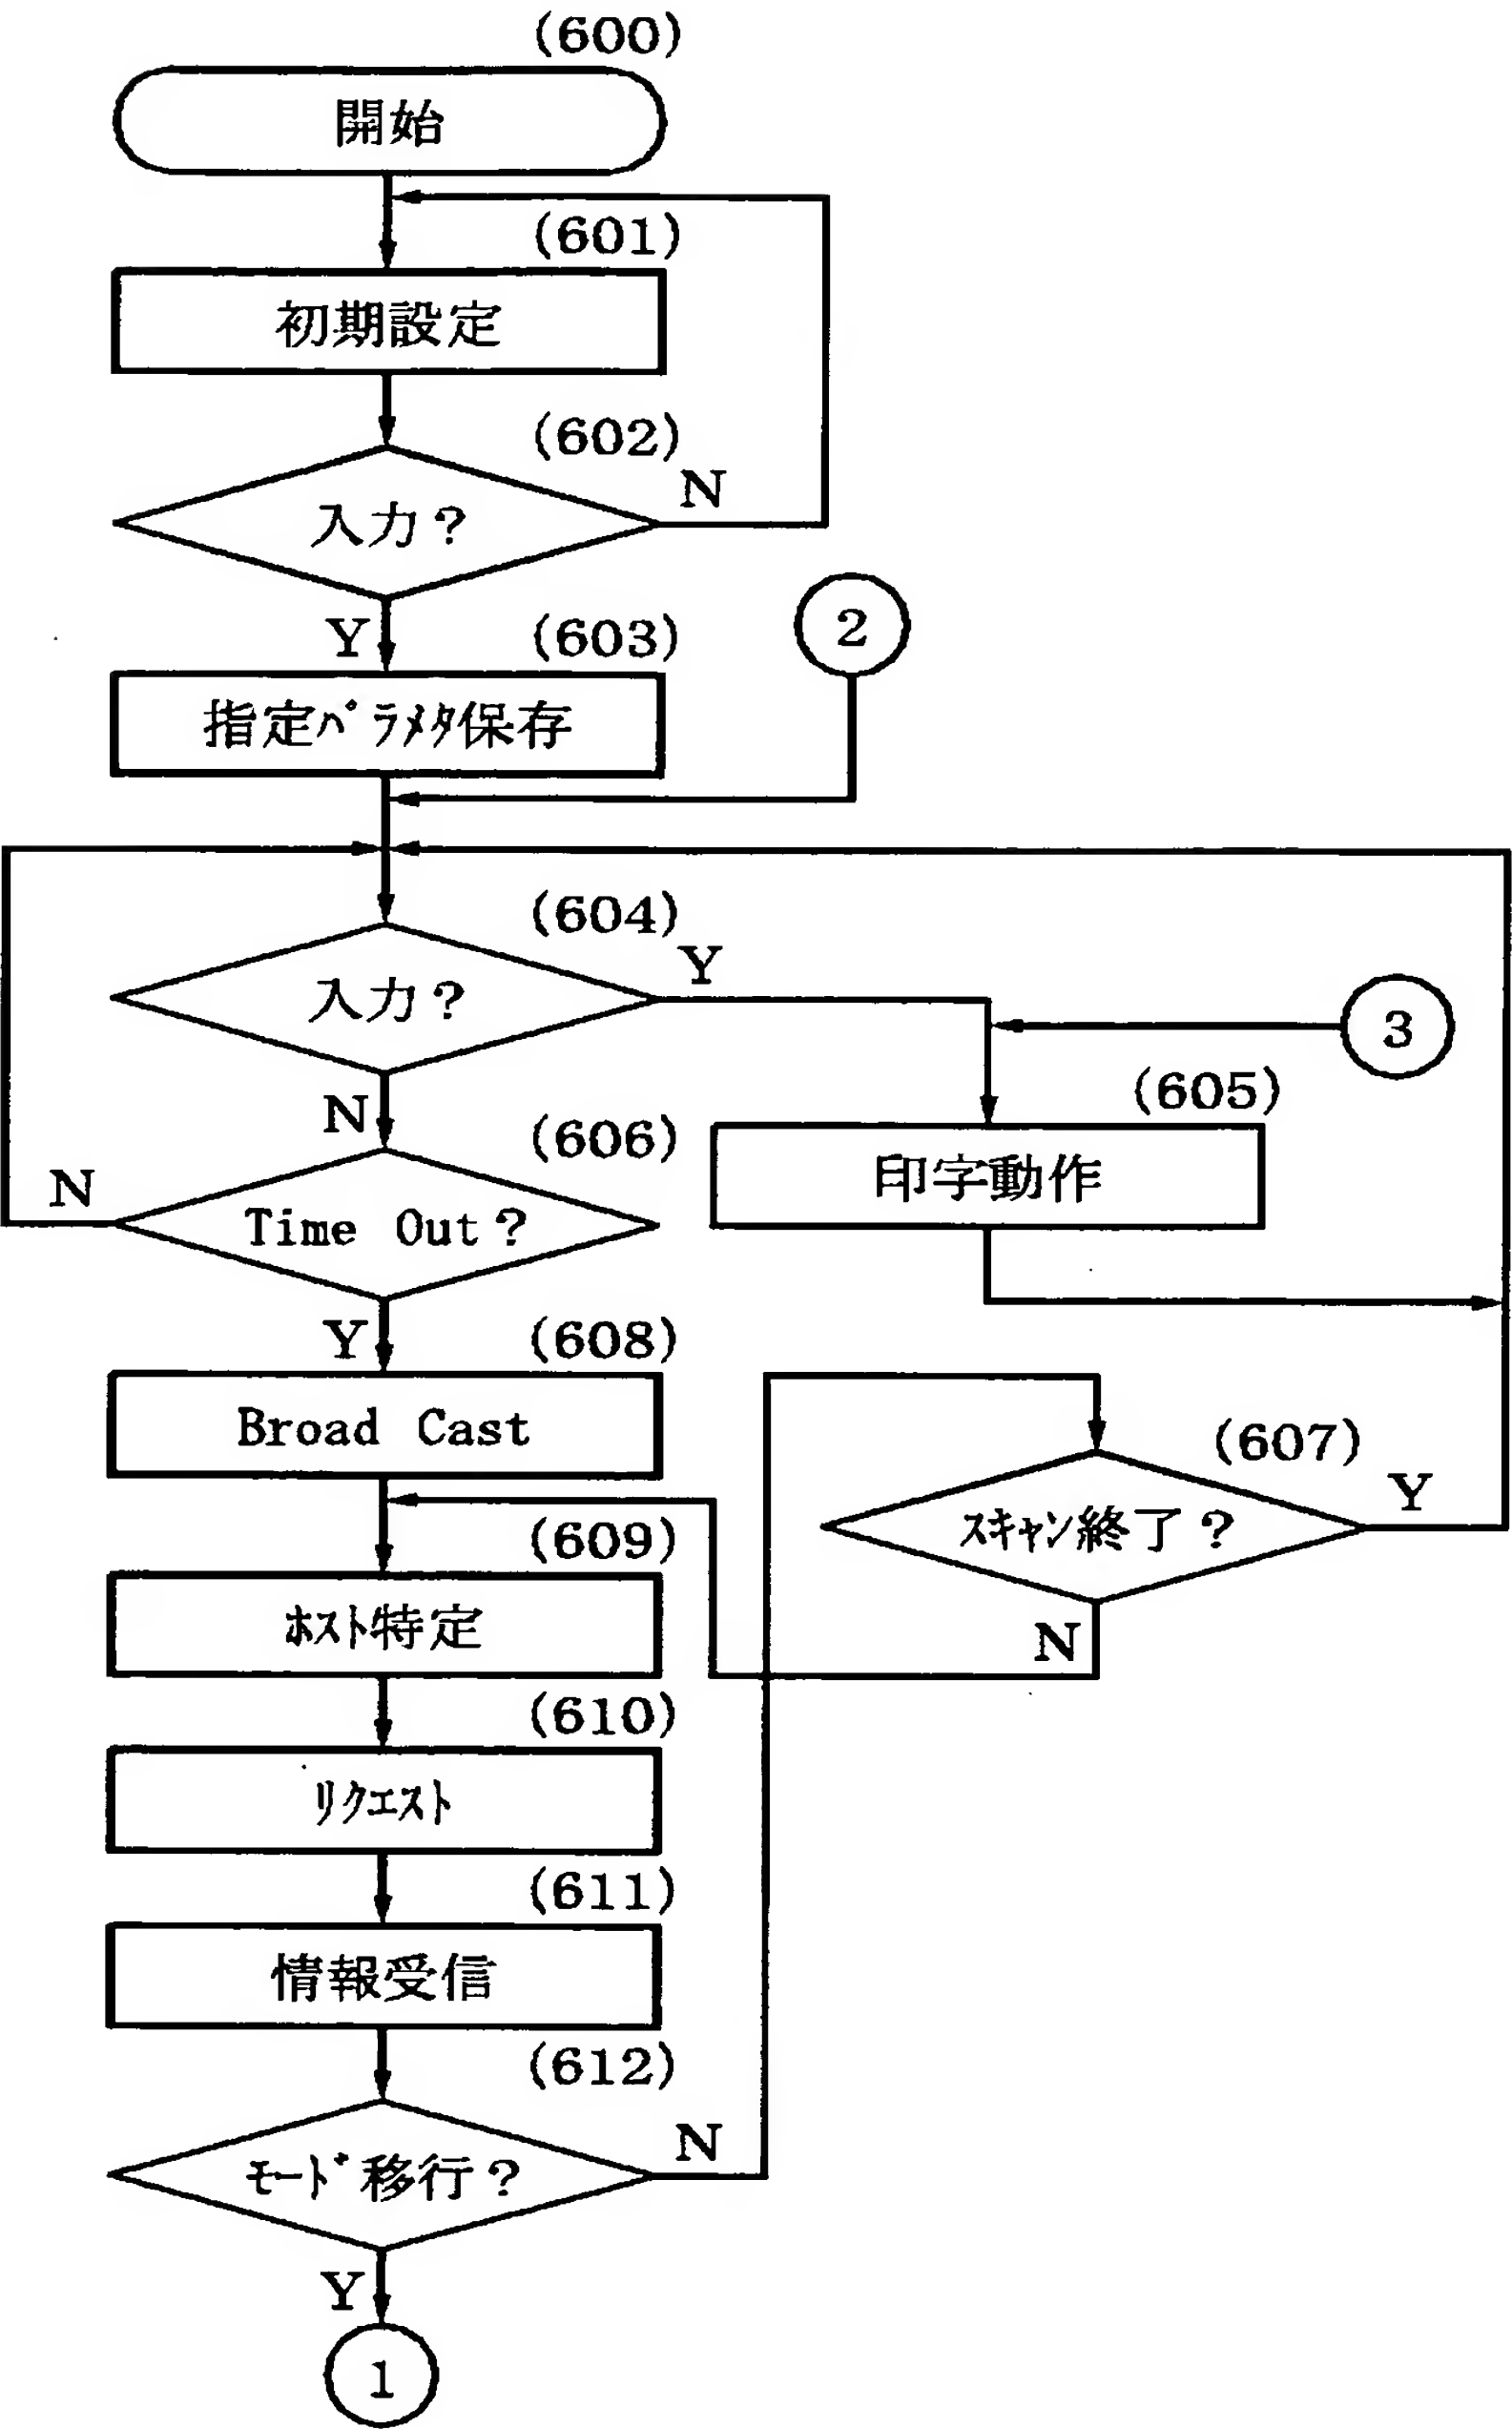 (600)
開始
(601)
初期設定
(602)
入力?
N
Y
(603)
指定ﾊﾟﾗﾒﾀ保存
2
(604)
入力?
Y
3
N
(605)
印字動作
(606)
Time Out?
N
Y
(608)
Broad Cast
(607)
ｽｷｬﾝ終了?
Y
N
(609)
ﾎｽﾄ特定
(610)
ﾘｸｴｽﾄ
(611)
情報受信
(612)
ﾓｰﾄﾞ移行?
N
Y
1